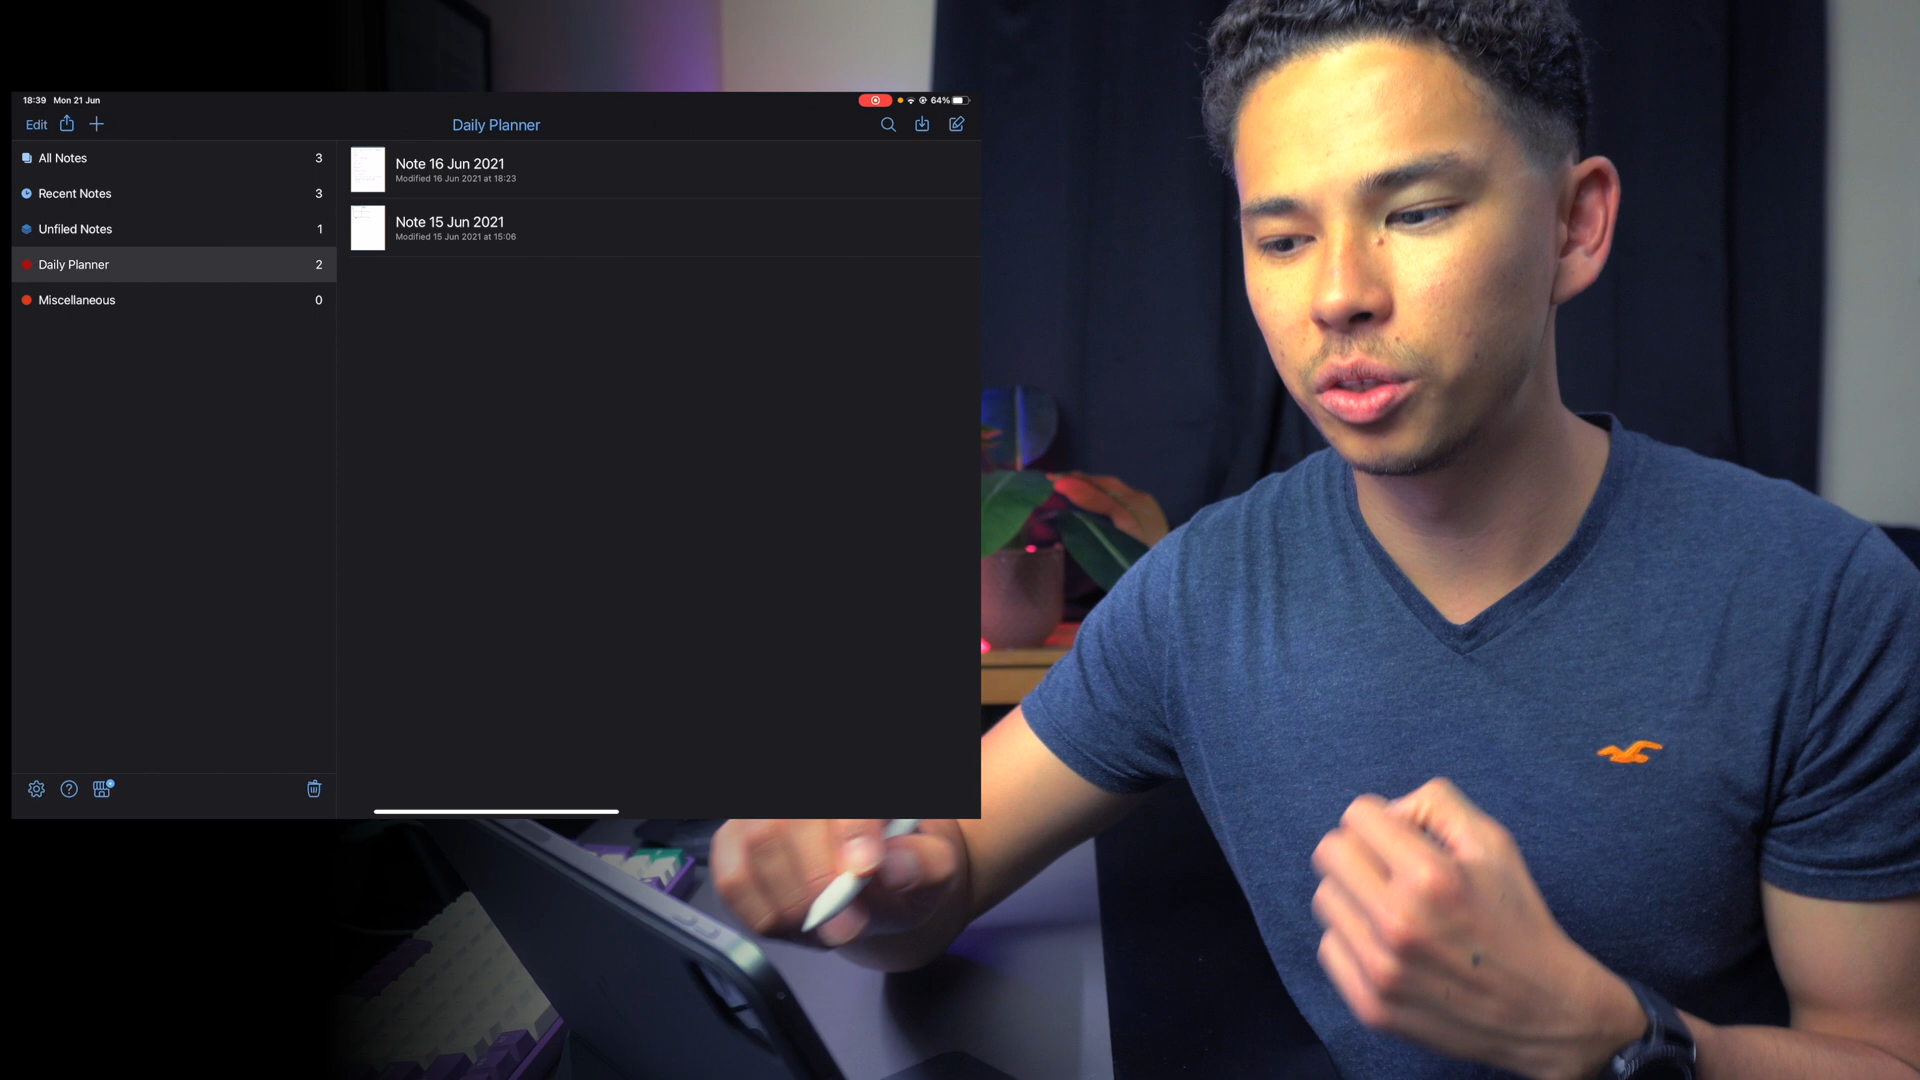 18:39 Mon 21 Jun
64%
Edit
Daily Planner
All Notes 3
Recent Notes 3
Unfiled Notes 1
Daily Planner 2
Miscellaneous 0
Note 16 Jun 2021
Modified 16 Jun 2021 at 18:23
Note 15 Jun 2021
Modified 15 Jun 2021 at 15:06